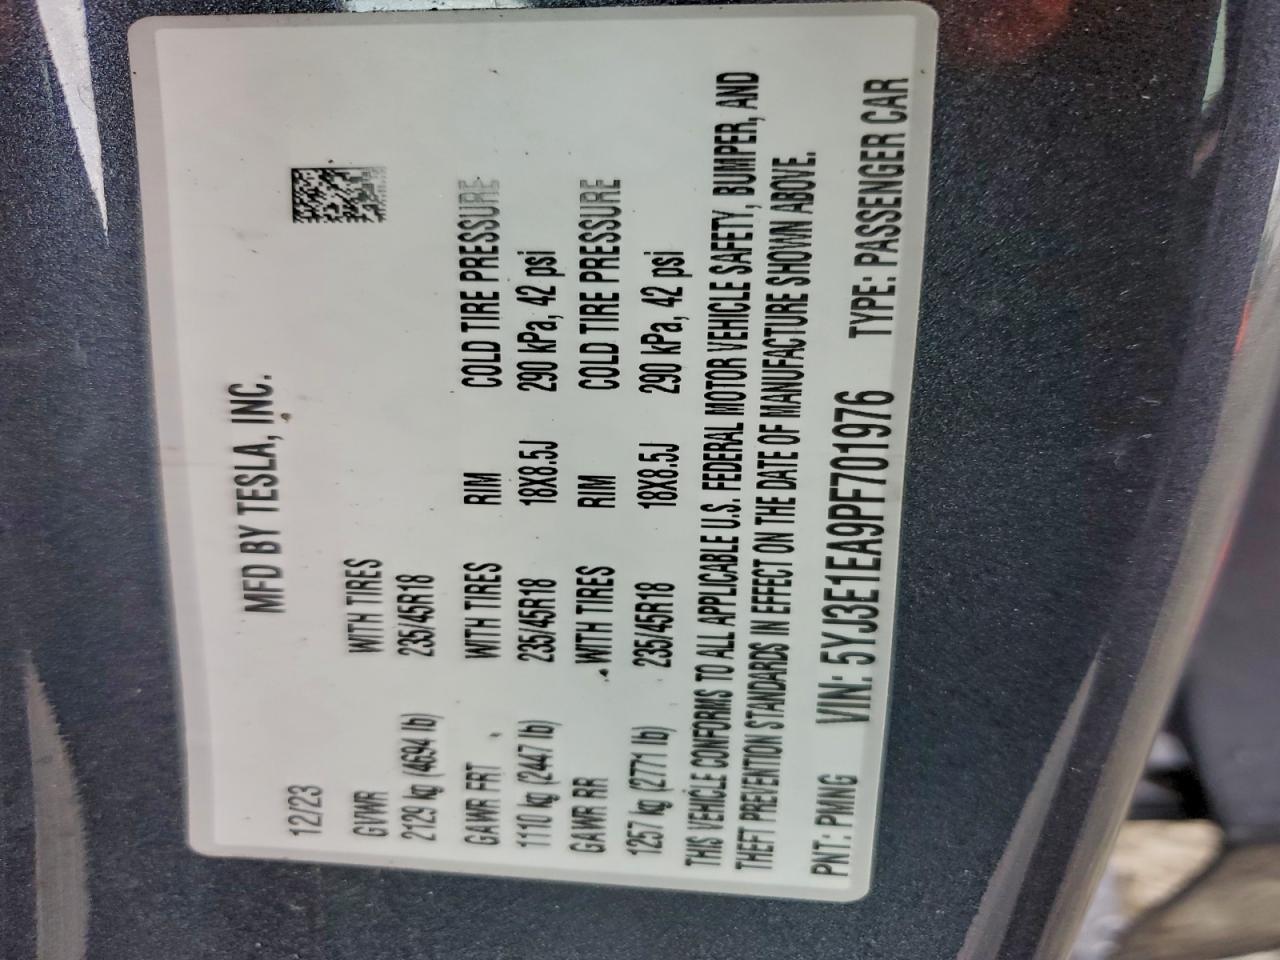 MFD BY TESLA, INC.
12/23
GVWR WITH TIRES
2129 kg (4694 lb) 235/45R18
GAWR FRT WITH TIRES RIM COLD TIRE PRESSURE
1110 kg (2447 lb) 235/45R18 18X8.5J 290 kPa, 42 psi
GAWR RR WITH TIRES RIM COLD TIRE PRESSURE
1257 kg (2771 lb) 235/45R18 18X8.5J 290 kPa, 42 psi
THIS VEHICLE CONFORMS TO ALL APPLICABLE U.S. FEDERAL MOTOR VEHICLE SAFETY, BUMPER, AND
THEFT PREVENTION STANDARDS IN EFFECT ON THE DATE OF MANUFACTURE SHOWN ABOVE.
PNT: PMNG VIN: 5YJ3E1EA9PF701976 TYPE: PASSENGER CAR